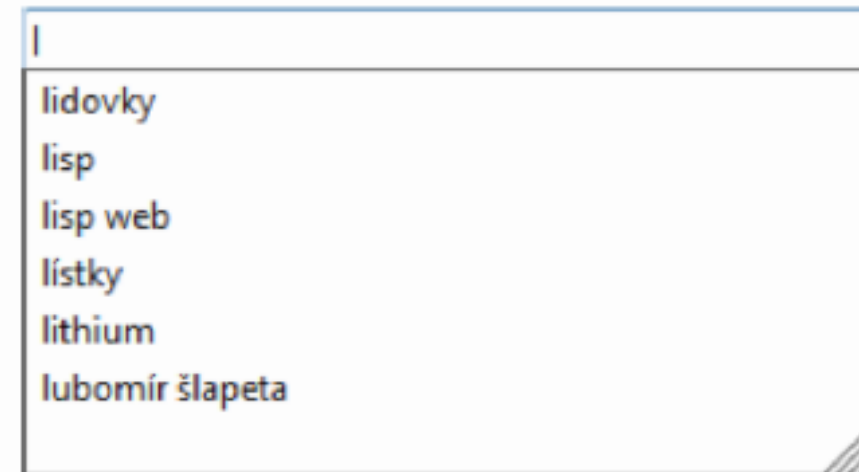 l
lidovky
lisp
lisp web
lístky
lithium
lubomír šlapeta